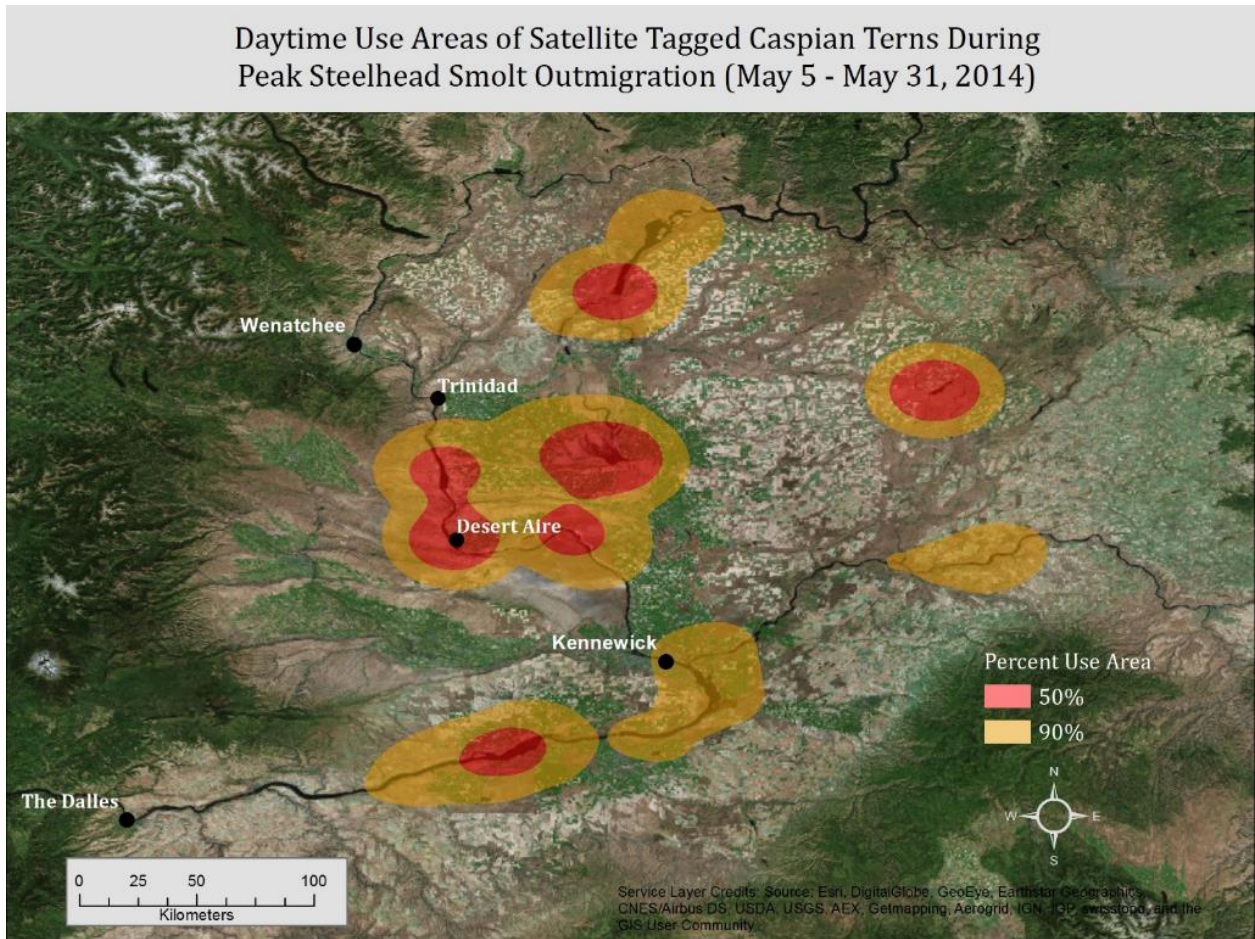 Daytime Use Areas of Satellite Tagged Caspian Terns During
Peak Steelhead Smolt Outmigration (May 5 - May 31, 2014)
Wenatchee
Trinidad
Desert Aire
Kennewick
Percent Use Area
50%
90%
The Dalles
N
W E
S
0 25 50 100
Kilometers
Service Layer Credits: Source: Esri, DigitalGlobe, GeoEye, Earthstar Geographics,
CNES/Airbus DS, USDA, USGS, AEX, Getmapping, Aerogrid, IGN, IGP, swisstopo, and the
GIS User Community